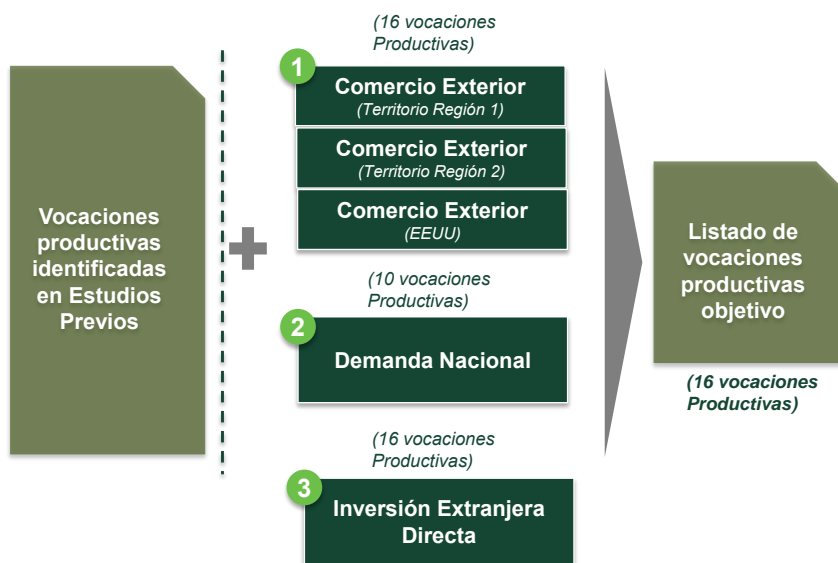 Vocaciones
productivas
identificadas
en Estudios
Previos
(16 vocaciones
Productivas)
1
Comercio Exterior
(Territorio Región 1)
Comercio Exterior
(Territorio Región 2)
Comercio Exterior
(EEUU)
(10 vocaciones
Productivas)
2
Demanda Nacional
(16 vocaciones
Productivas)
3
Inversión Extranjera
Directa
Listado de
vocaciones
productivas
objetivo
(16 vocaciones
Productivas)